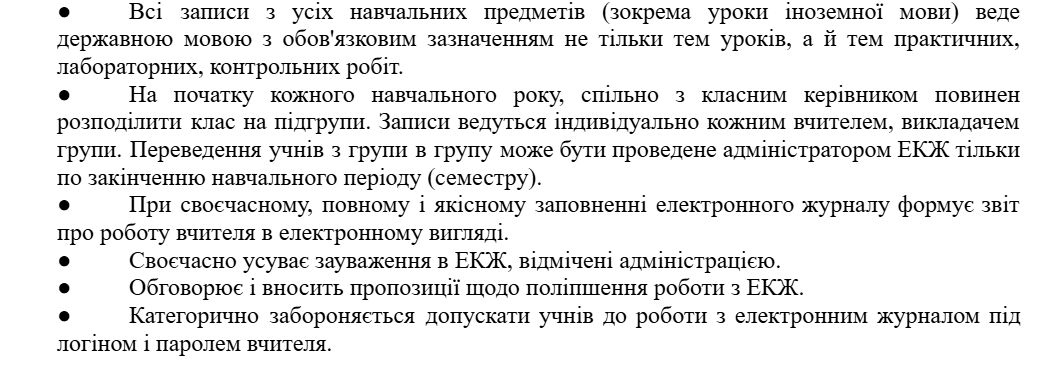 ● Всі записи з усіх навчальних предметів (зокрема уроки іноземної мови) веде
державною мовою з обов'язковим зазначенням не тільки тем уроків, а й тем практичних,
лабораторних, контрольних робіт.
● На початку кожного навчального року, спільно з класним керівником повинен
розподілити клас на підгрупи. Записи ведуться індивідуально кожним вчителем, викладачем
групи. Переведення учнів з групи в групу може бути проведене адміністратором ЕКЖ тільки
по закінченню навчального періоду (семестру).
● При своєчасному, повному і якісному заповненні електронного журналу формує звіт
про роботу вчителя в електронному вигляді.
● Своєчасно усуває зауваження в ЕКЖ, відмічені адміністрацією.
● Обговорює і вносить пропозиції щодо поліпшення роботи з ЕКЖ.
● Категорично забороняється допускати учнів до роботи з електронним журналом під
логіном і паролем вчителя.